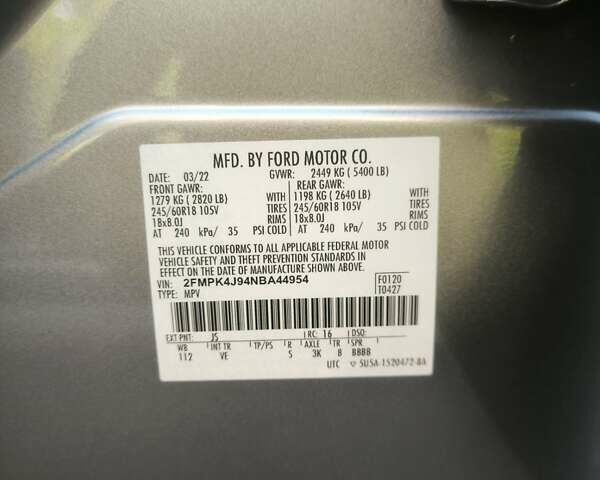 MFD. BY FORD MOTOR CO.
DATE: 03/22 GVWR: 2449 KG ( 5400 LB)
FRONT GAWR: REAR GAWR:
1279 KG ( 2820 LB) WITH 1198 KG ( 2640 LB) WITH
245/60R18 105V TIRES 245/60R18 105V TIRES
18x8.0J RIMS 18x8.0J RIMS
AT 240 kPa/ 35 PSI COLD AT 240 kPa/ 35 PSI COLD
THIS VEHICLE CONFORMS TO ALL APPLICABLE FEDERAL MOTOR
VEHICLE SAFETY AND THEFT PREVENTION STANDARDS IN
EFFECT ON THE DATE OF MANUFACTURE SHOWN ABOVE.
VIN: 2FMPK4J94NBA44954 F0120
TYPE: MPV T0427
EXT PNT: JS RC: 16 DSO:
WB INT TR TP/PS R AXLE TR SPR
112 VE S 3K B BBBB
UTC ▽ 5U5A-1520472-BA